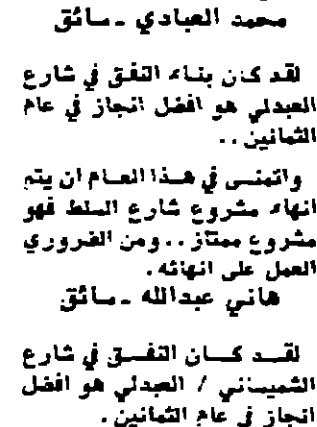 محمد العبادي ـ سائق
لقد كان بناء النفق في شارع
العبدلي هو افضل انجاز في عام
الثمانين ..
واتمنى في هذا العام ان يتم
انهاء مشروع شارع السلط فهو
مشروع ممتاز .. ومن الضروري
العمل على انهائه .
هاني عبدالله ـ سائق
لقد كان النفق في شارع
الشميساني / العبدلي هو افضل
انجاز في عام الثمانين .